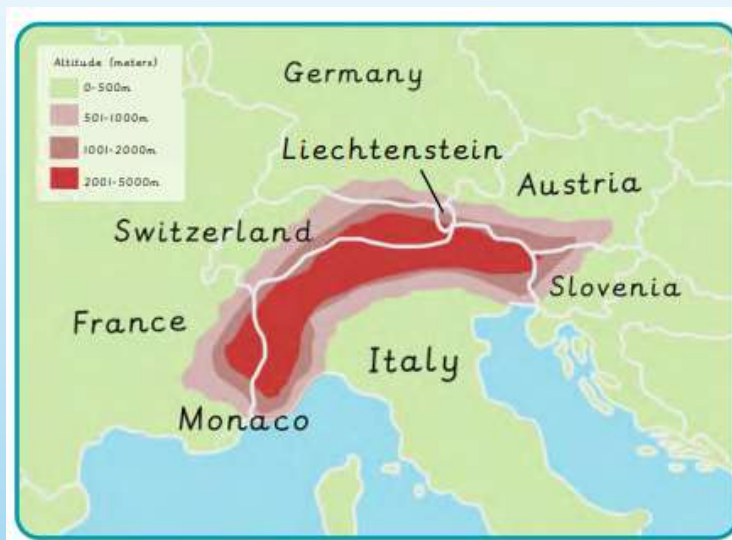 Altitude (meters)
0-500m
501-1000m
1001-2000m
2001-5000m
Germany
Liechtenstein
Austria
Switzerland
Slovenia
France
Italy
Monaco